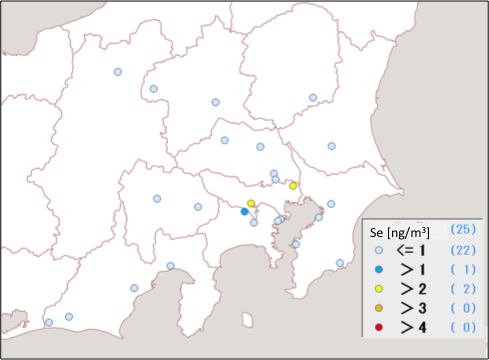 (25)
Se [ng/m³]
<= 1 (22)
＞1 ( 1)
＞2 ( 2)
＞3 ( 0)
＞4 ( 0)